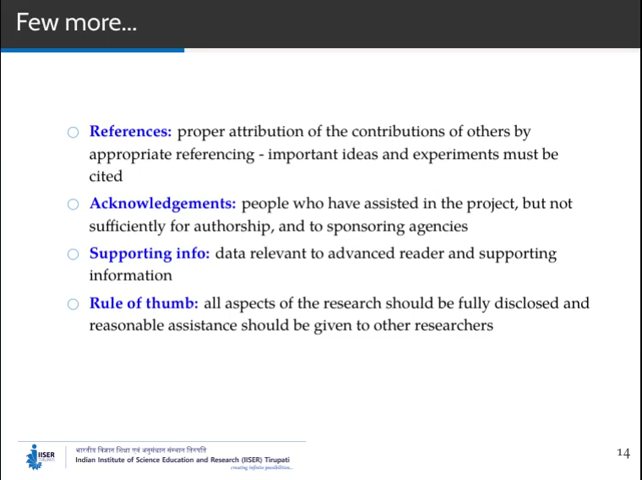 Few more...
References: proper attribution of the contributions of others by
appropriate referencing - important ideas and experiments must be
cited
Acknowledgements: people who have assisted in the project, but not
sufficiently for authorship, and to sponsoring agencies
Supporting info: data relevant to advanced reader and supporting
information
Rule of thumb: all aspects of the research should be fully disclosed and
reasonable assistance should be given to other researchers
IISER
भारतीय विज्ञान शिक्षा एवं अनुसंधान संस्थान तिरुपति
Indian Institute of Science Education and Research (IISER) Tirupati
creating infinite possibilities...
14